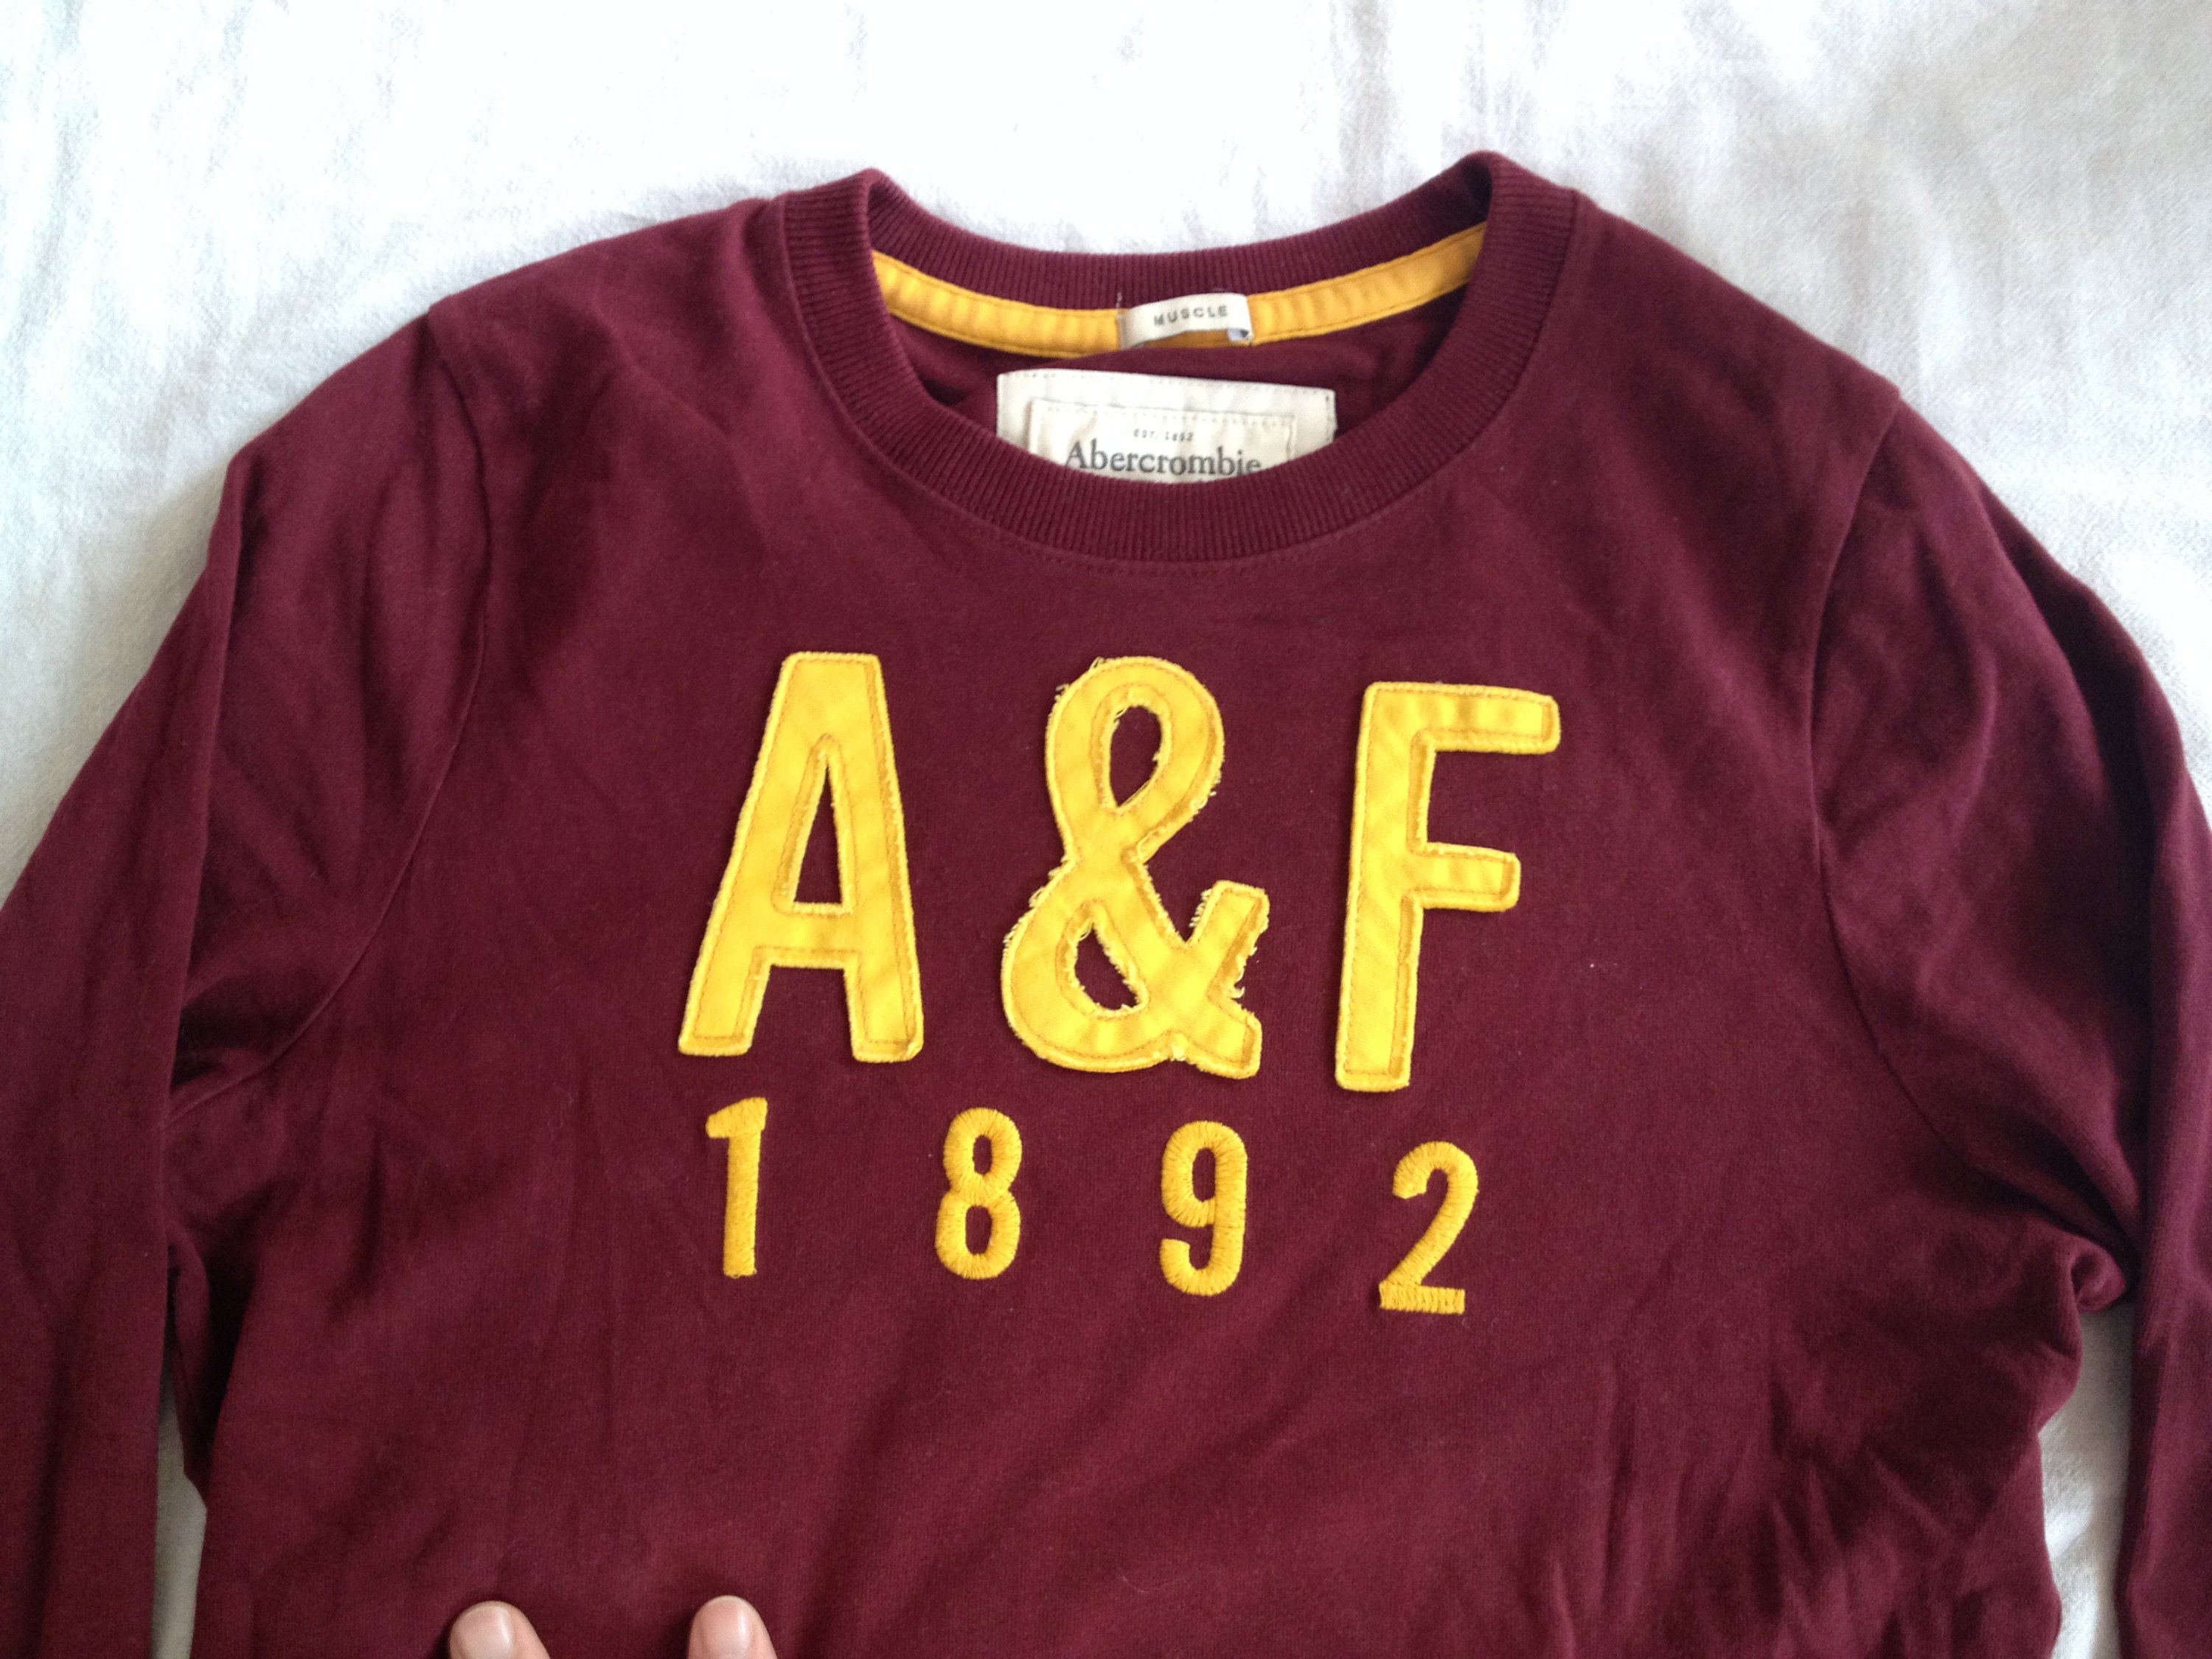 MUSCLE
EST. 1892
Abercrombie
A&F
1892